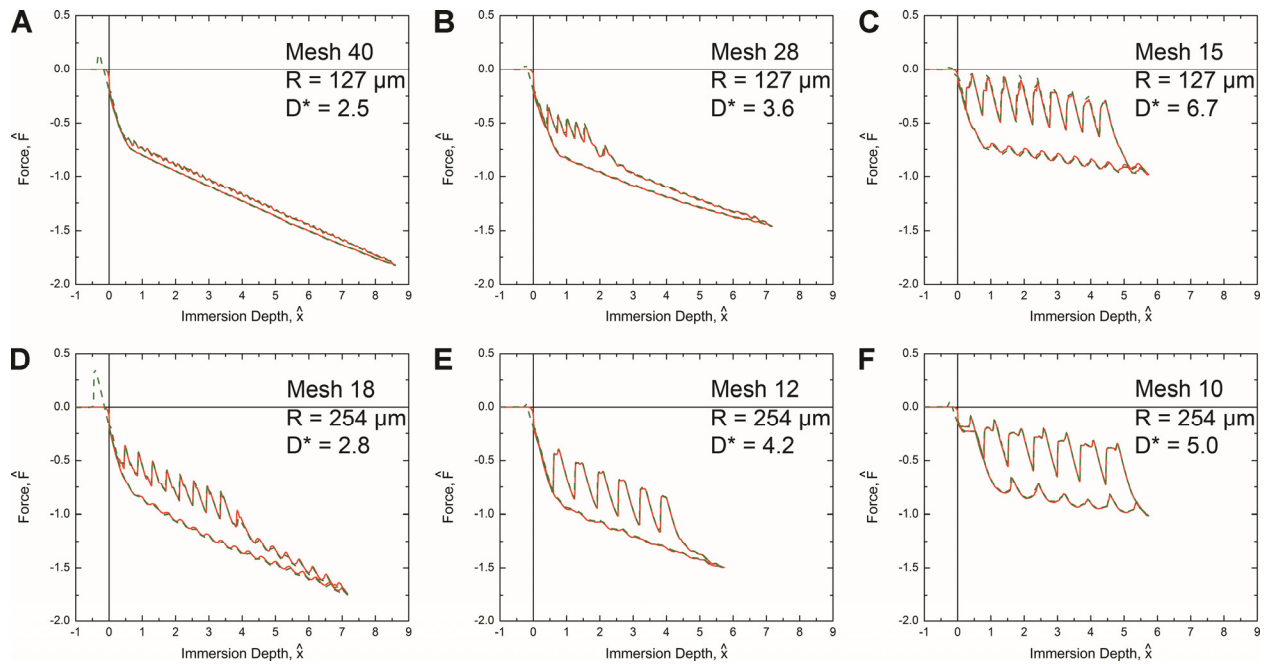 A
Mesh 40
R = 127 µm
D* = 2.5
0.5
0.0
-0.5
-1.0
-1.5
-2.0
Force, F̂
-1 0 1 2 3 4 5 6 7 8 9
Immersion Depth, x̂
B
Mesh 28
R = 127 µm
D* = 3.6
0.5
0.0
-0.5
-1.0
-1.5
-2.0
Force, F̂
-1 0 1 2 3 4 5 6 7 8 9
Immersion Depth, x̂
C
Mesh 15
R = 127 µm
D* = 6.7
0.5
0.0
-0.5
-1.0
-1.5
-2.0
Force, F̂
-1 0 1 2 3 4 5 6 7 8 9
Immersion Depth, x̂
D
Mesh 18
R = 254 µm
D* = 2.8
0.5
0.0
-0.5
-1.0
-1.5
-2.0
Force, F̂
-1 0 1 2 3 4 5 6 7 8 9
Immersion Depth, x̂
E
Mesh 12
R = 254 µm
D* = 4.2
0.5
0.0
-0.5
-1.0
-1.5
-2.0
Force, F̂
-1 0 1 2 3 4 5 6 7 8 9
Immersion Depth, x̂
F
Mesh 10
R = 254 µm
D* = 5.0
0.5
0.0
-0.5
-1.0
-1.5
-2.0
Force, F̂
-1 0 1 2 3 4 5 6 7 8 9
Immersion Depth, x̂